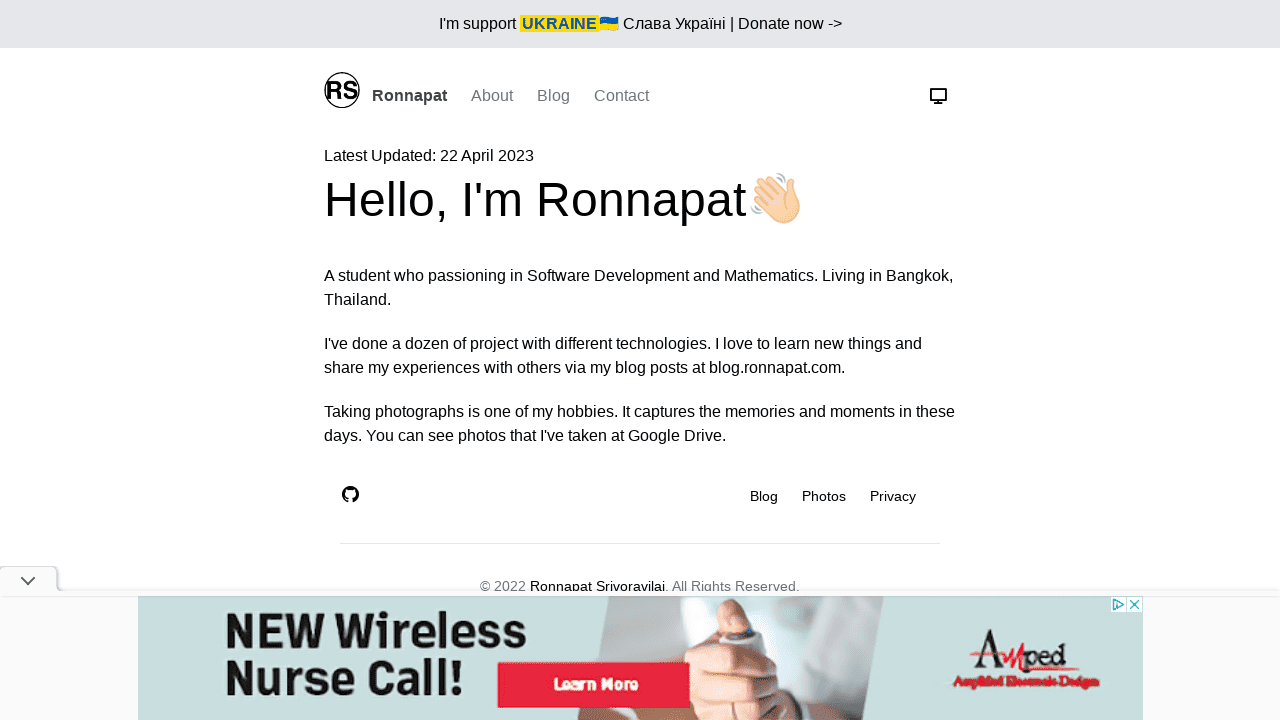 I'm support UKRAINE🇺🇦 Слава Україні | Donate now ->
RS Ronnapat About Blog Contact
Latest Updated: 22 April 2023
Hello, I'm Ronnapat👋🏻
A student who passioning in Software Development and Mathematics. Living in Bangkok,
Thailand.
I've done a dozen of project with different technologies. I love to learn new things and
share my experiences with others via my blog posts at blog.ronnapat.com.
Taking photographs is one of my hobbies. It captures the memories and moments in these
days. You can see photos that I've taken at Google Drive.
Blog Photos Privacy
© 2022 Ronnapat Srivoravilai. All Rights Reserved.
NEW Wireless
Nurse Call!
Learn More
Amped
Amplified Electronic Design